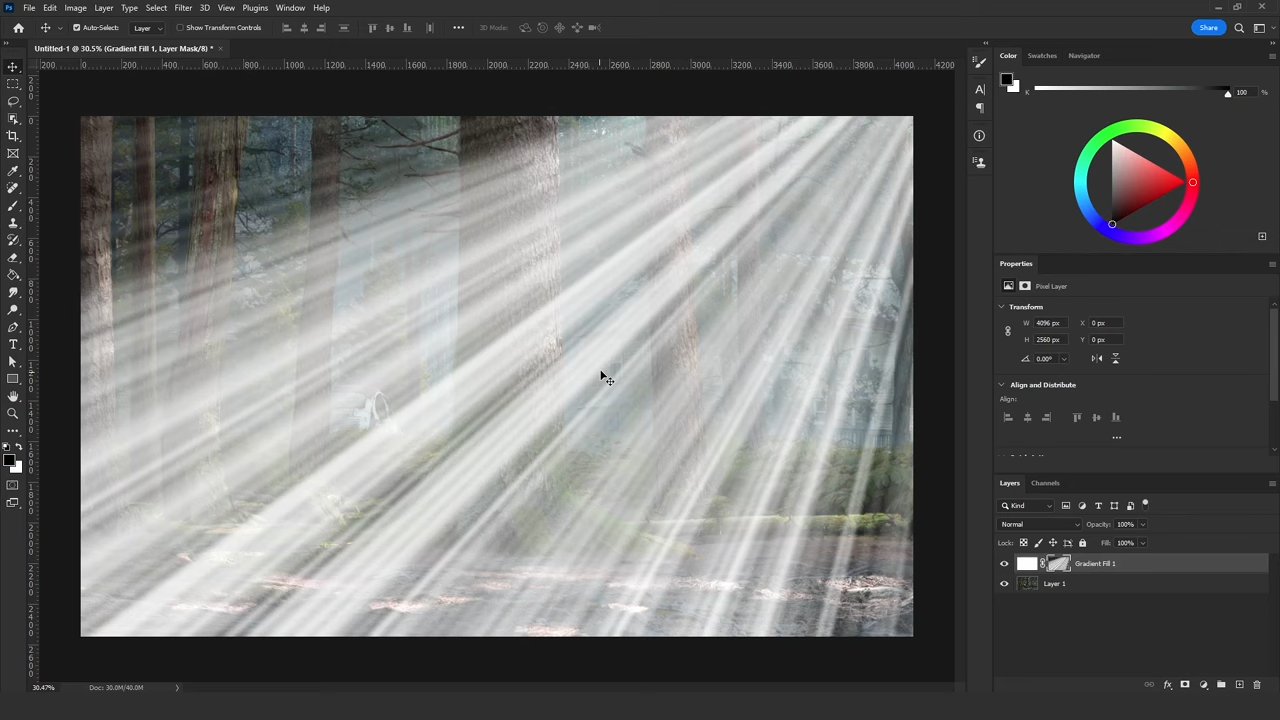 Ps File Edit Image Layer Type Select Filter 3D View Plugins Window Help
Auto-Select: Layer Show Transform Controls 3D Mode: Share
Untitled-1 @ 30.5% (Gradient Fill 1, Layer Mask/8) * ×
200 0 200 400 600 800 1000 1200 1400 1600 1800 2000 2200 2400 2600 2800 3000 3200 3400 3600 3800 4000 4200
Color Swatches Navigator
K 100 %
Properties
Pixel Layer
Transform
W 4096 px X 0 px
H 2560 px Y 0 px
0.00°
Align and Distribute
Align:
Layers Channels
Kind
Normal Opacity: 100%
Lock: Fill: 100%
Gradient Fill 1
Layer 1
30.47% Doc: 30.0M/40.0M